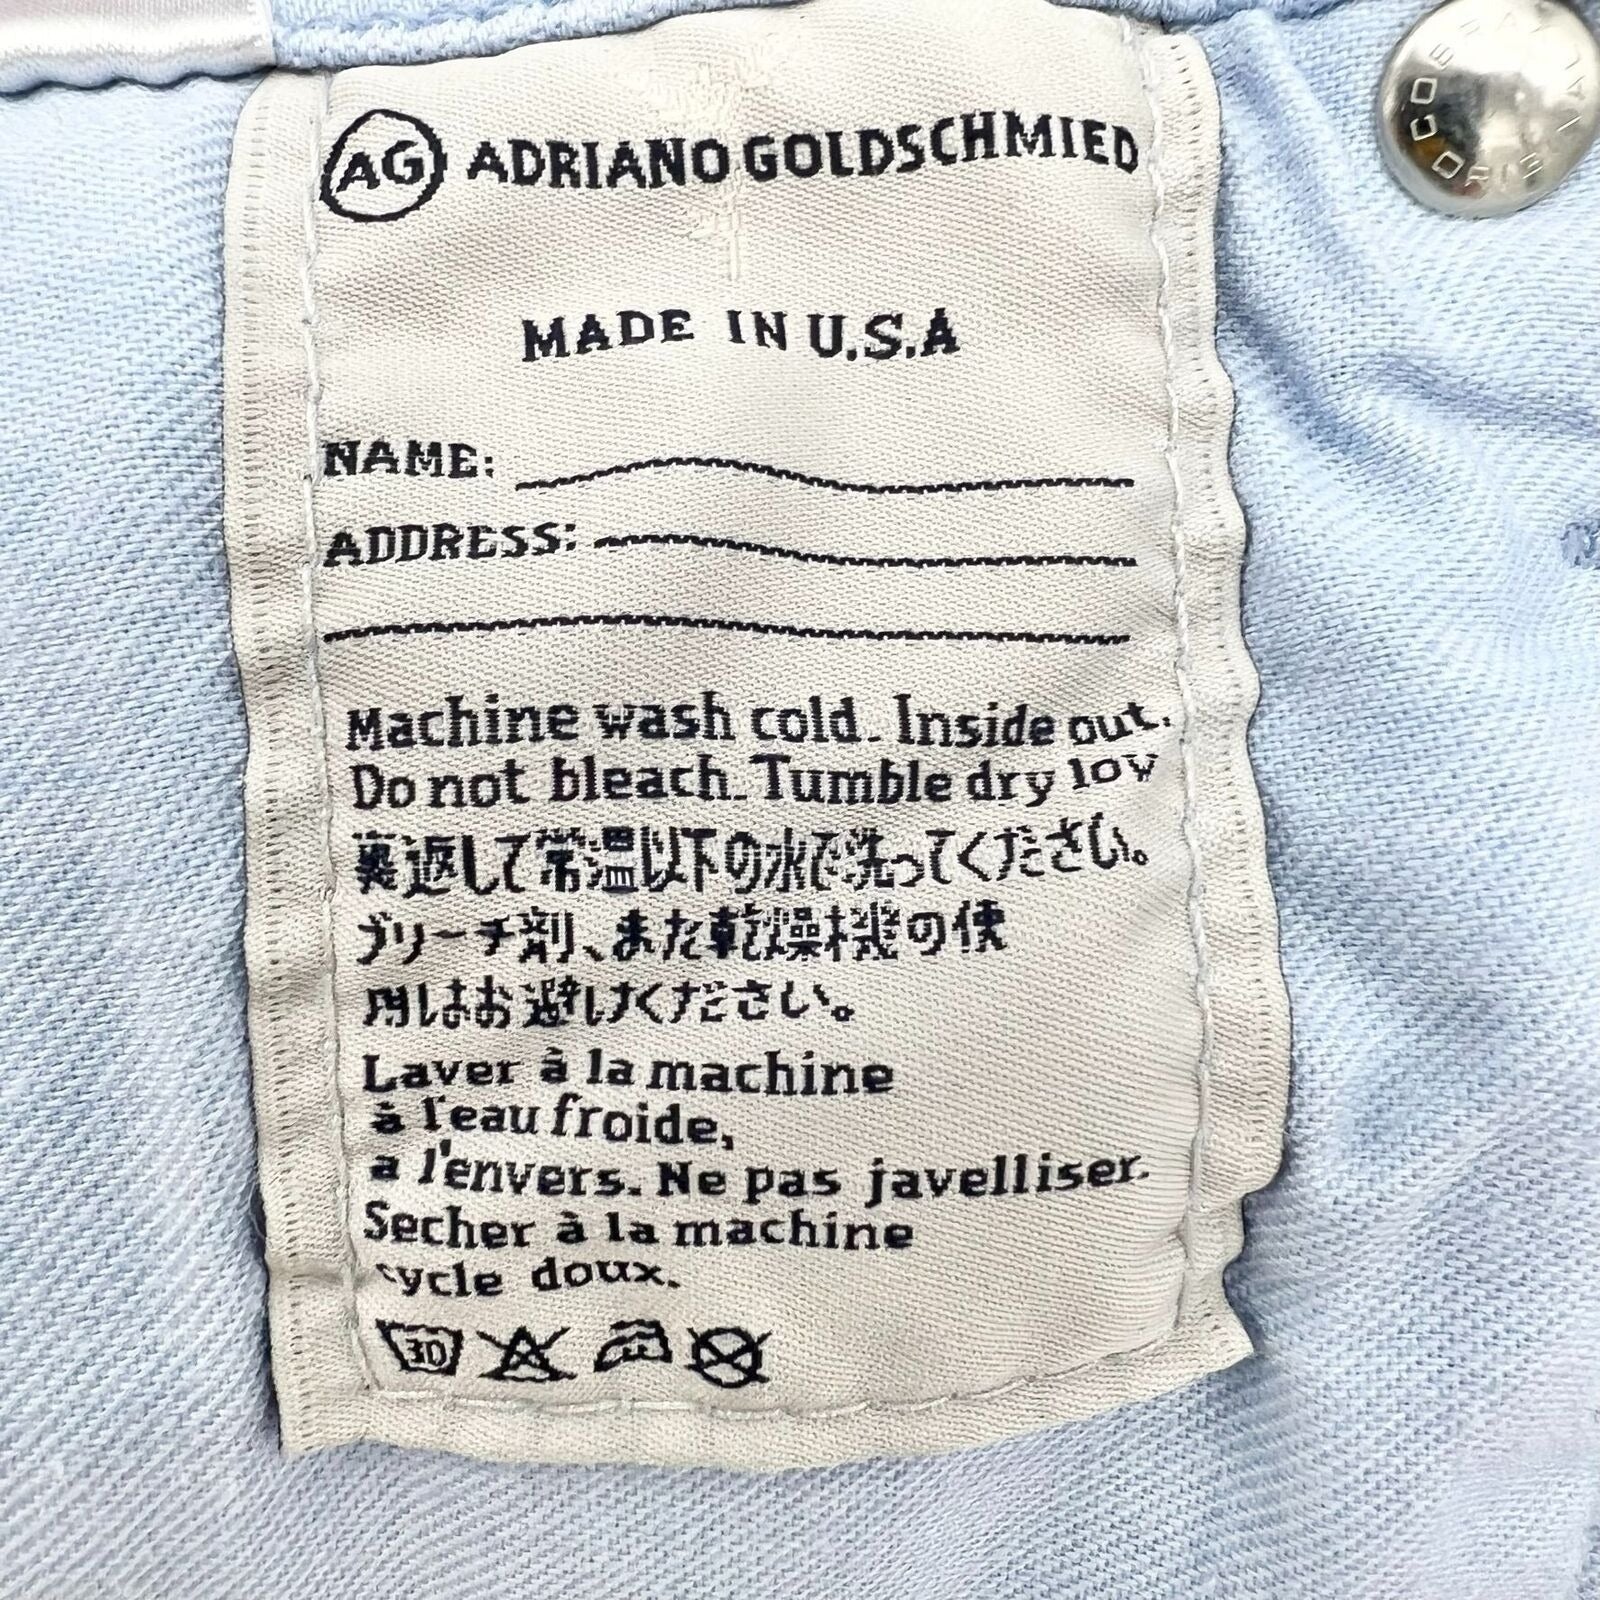 AG ADRIANO GOLDSCHMIED
MADE IN U.S.A
NAME:
ADDRESS:
Machine wash cold. Inside out.
Do not bleach. Tumble dry low
裏返して常温以下の水で洗ってください。
ブリーチ剤、また乾燥機の使
用はお避けください。
Laver à la machine
à l'eau froide,
a l'envers. Ne pas javelliser.
Secher à la machine
cycle doux.
30
COBRAX